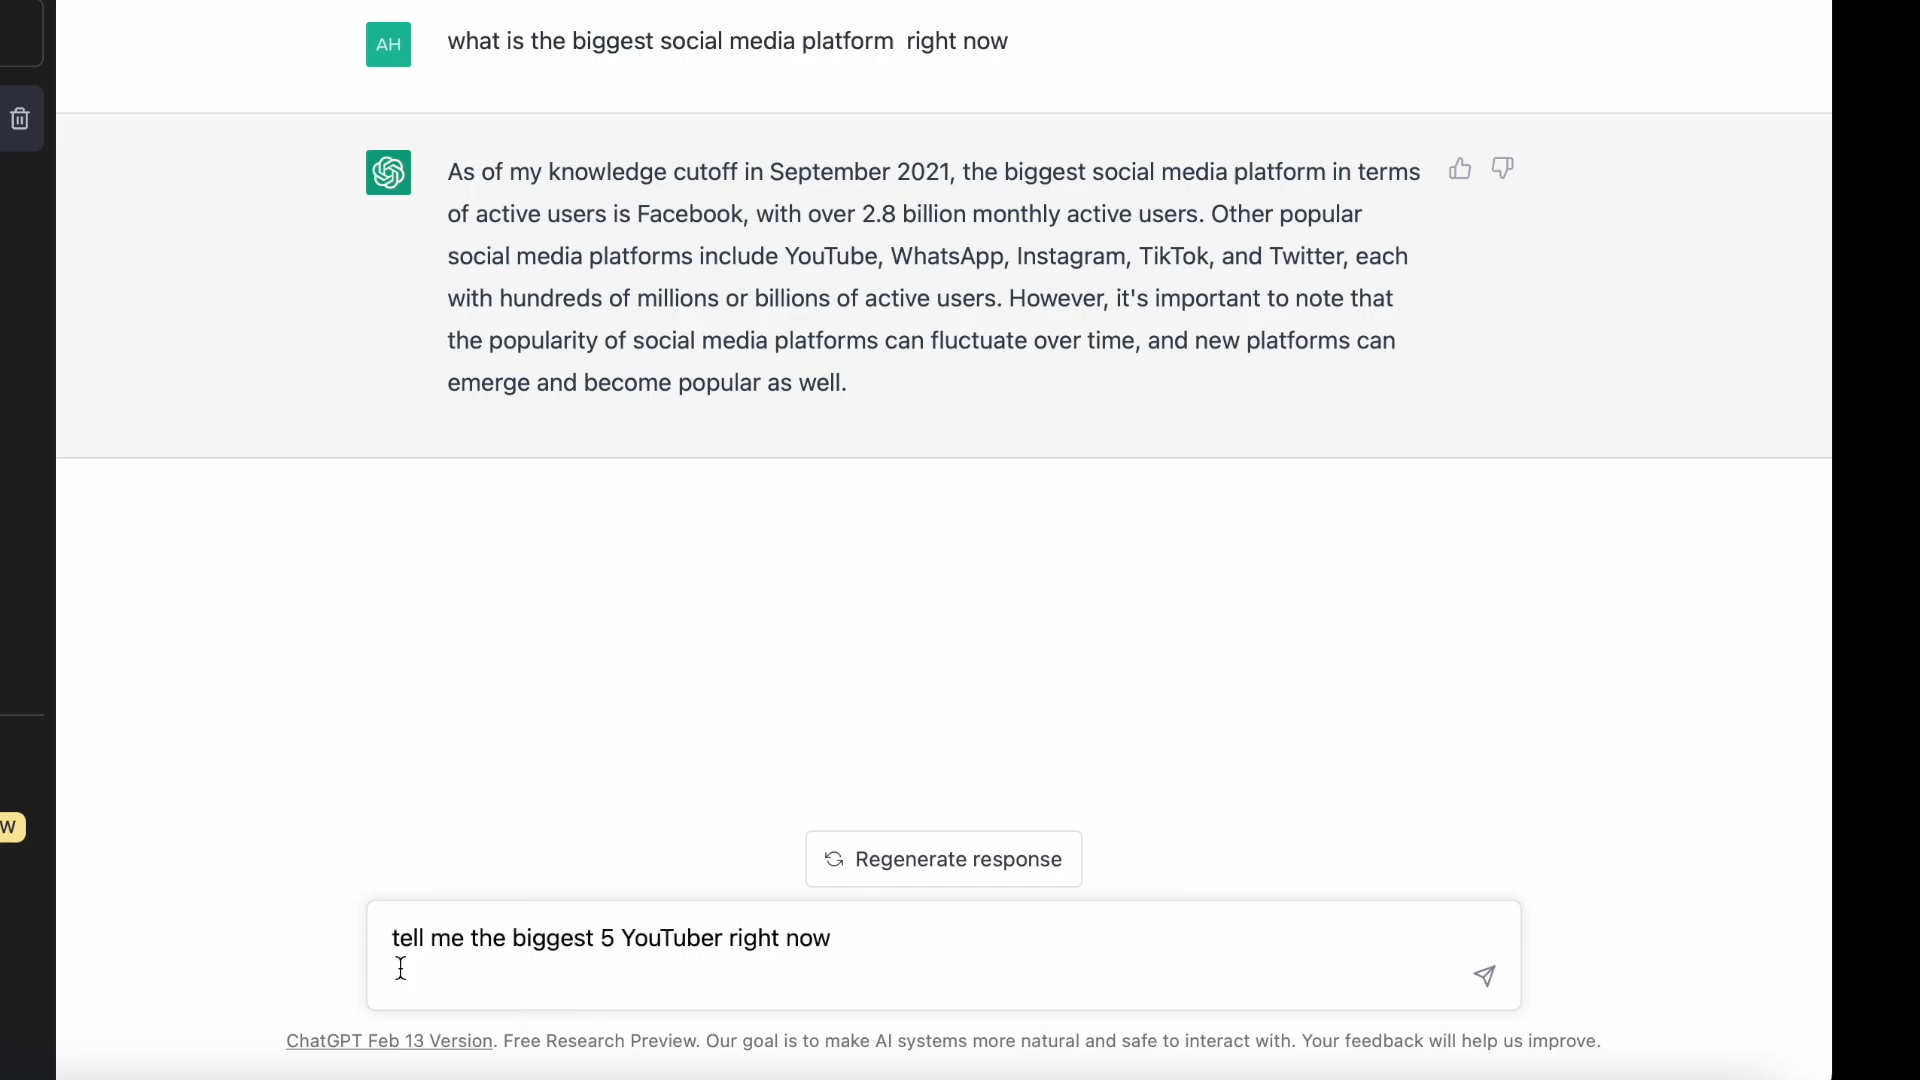 AH
what is the biggest social media platform  right now
As of my knowledge cutoff in September 2021, the biggest social media platform in terms
of active users is Facebook, with over 2.8 billion monthly active users. Other popular
social media platforms include YouTube, WhatsApp, Instagram, TikTok, and Twitter, each
with hundreds of millions or billions of active users. However, it's important to note that
the popularity of social media platforms can fluctuate over time, and new platforms can
emerge and become popular as well.
W
Regenerate response
tell me the biggest 5 YouTuber right now
ChatGPT Feb 13 Version. Free Research Preview. Our goal is to make AI systems more natural and safe to interact with. Your feedback will help us improve.